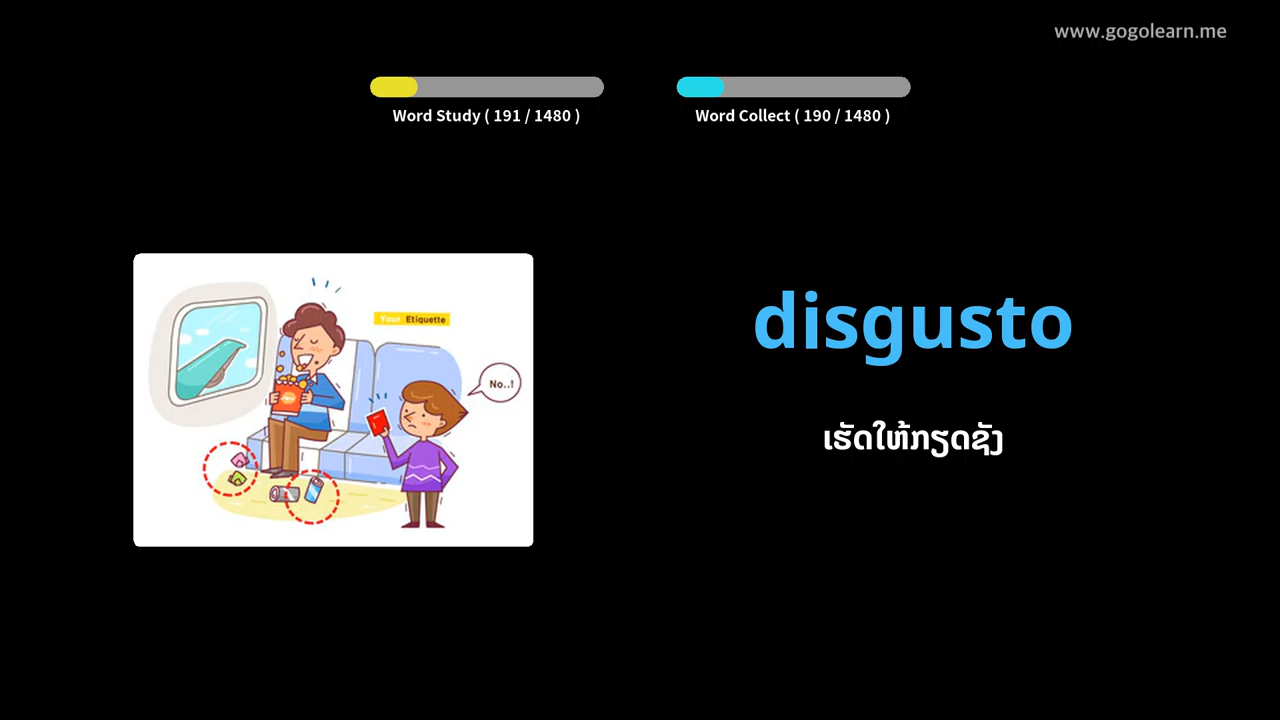 www.gogolearn.me
Word Study ( 191 / 1480 )
Word Collect ( 190 / 1480 )
Your Etiquette
No..!
disgusto
ເຮັດໃຫ້ກຽດຊັງ